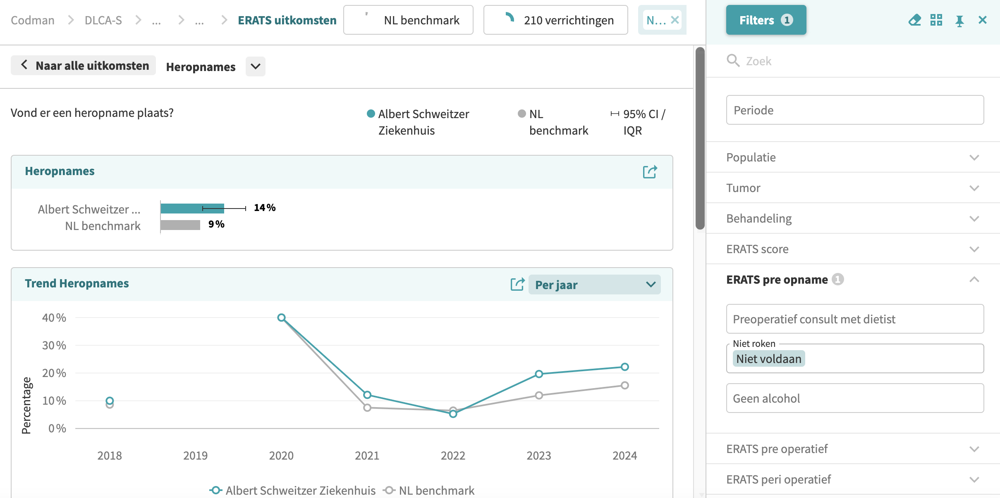 Codman > DLCA-S > ... > ... > ERATS uitkomsten
NL benchmark
210 verrichtingen
N...
Naar alle uitkomsten
Heropnames
Vond er een heropname plaats?
Albert Schweitzer
Ziekenhuis
NL
benchmark
95% CI /
IQR
Heropnames
Albert Schweitzer ...
14%
NL benchmark
9%
Trend Heropnames
Per jaar
Percentage
40%
30%
20%
10%
0%
2018 2019 2020 2021 2022 2023 2024
Albert Schweitzer Ziekenhuis NL benchmark
Filters 1
Zoek
Periode
Populatie
Tumor
Behandeling
ERATS score
ERATS pre opname 1
Preoperatief consult met dietist
Niet roken
Niet voldaan
Geen alcohol
ERATS pre operatief
ERATS peri operatief